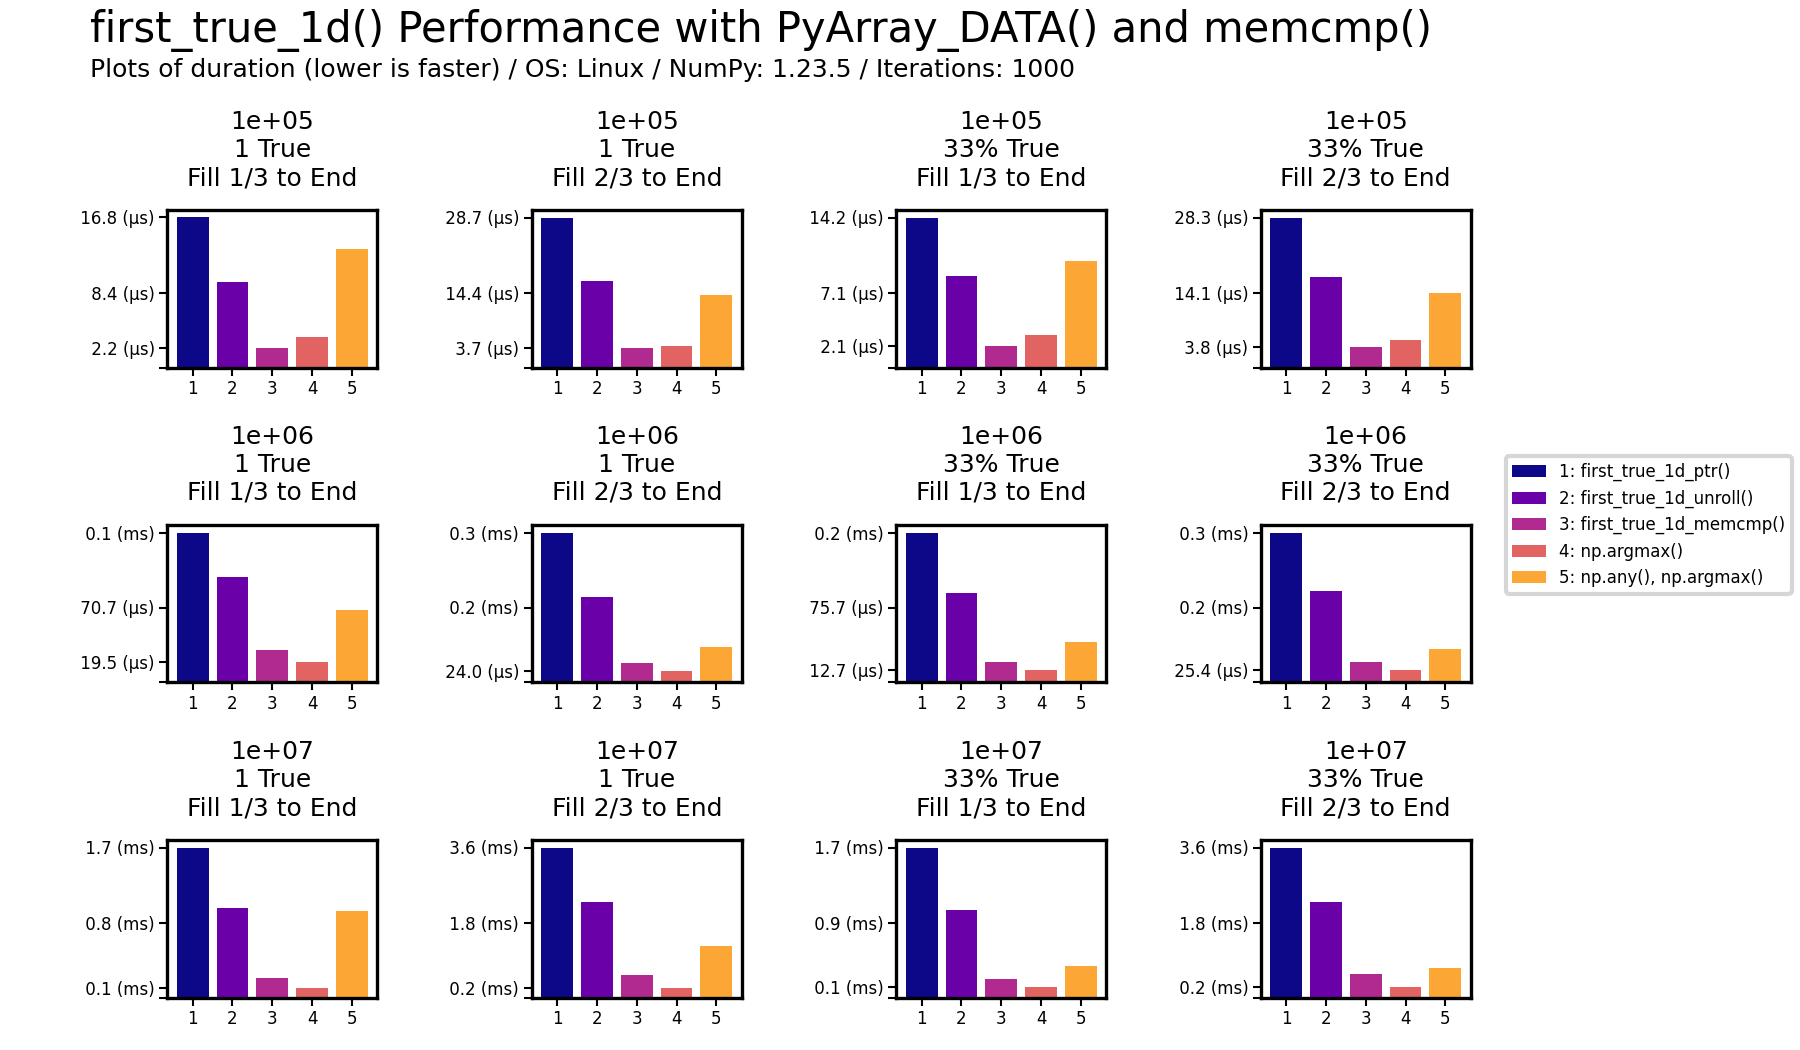 first_true_1d() Performance with PyArray_DATA() and memcmp()
Plots of duration (lower is faster) / OS: Linux / NumPy: 1.23.5 / Iterations: 1000
1e+05
1 True
Fill 1/3 to End
16.8 (µs)
8.4 (µs)
2.2 (µs)
1 2 3 4 5
1e+05
1 True
Fill 2/3 to End
28.7 (µs)
14.4 (µs)
3.7 (µs)
1 2 3 4 5
1e+05
33% True
Fill 1/3 to End
14.2 (µs)
7.1 (µs)
2.1 (µs)
1 2 3 4 5
1e+05
33% True
Fill 2/3 to End
28.3 (µs)
14.1 (µs)
3.8 (µs)
1 2 3 4 5
1e+06
1 True
Fill 1/3 to End
0.1 (ms)
70.7 (µs)
19.5 (µs)
1 2 3 4 5
1e+06
1 True
Fill 2/3 to End
0.3 (ms)
0.2 (ms)
24.0 (µs)
1 2 3 4 5
1e+06
33% True
Fill 1/3 to End
0.2 (ms)
75.7 (µs)
12.7 (µs)
1 2 3 4 5
1e+06
33% True
Fill 2/3 to End
0.3 (ms)
0.2 (ms)
25.4 (µs)
1 2 3 4 5
1: first_true_1d_ptr()
2: first_true_1d_unroll()
3: first_true_1d_memcmp()
4: np.argmax()
5: np.any(), np.argmax()
1e+07
1 True
Fill 1/3 to End
1.7 (ms)
0.8 (ms)
0.1 (ms)
1 2 3 4 5
1e+07
1 True
Fill 2/3 to End
3.6 (ms)
1.8 (ms)
0.2 (ms)
1 2 3 4 5
1e+07
33% True
Fill 1/3 to End
1.7 (ms)
0.9 (ms)
0.1 (ms)
1 2 3 4 5
1e+07
33% True
Fill 2/3 to End
3.6 (ms)
1.8 (ms)
0.2 (ms)
1 2 3 4 5